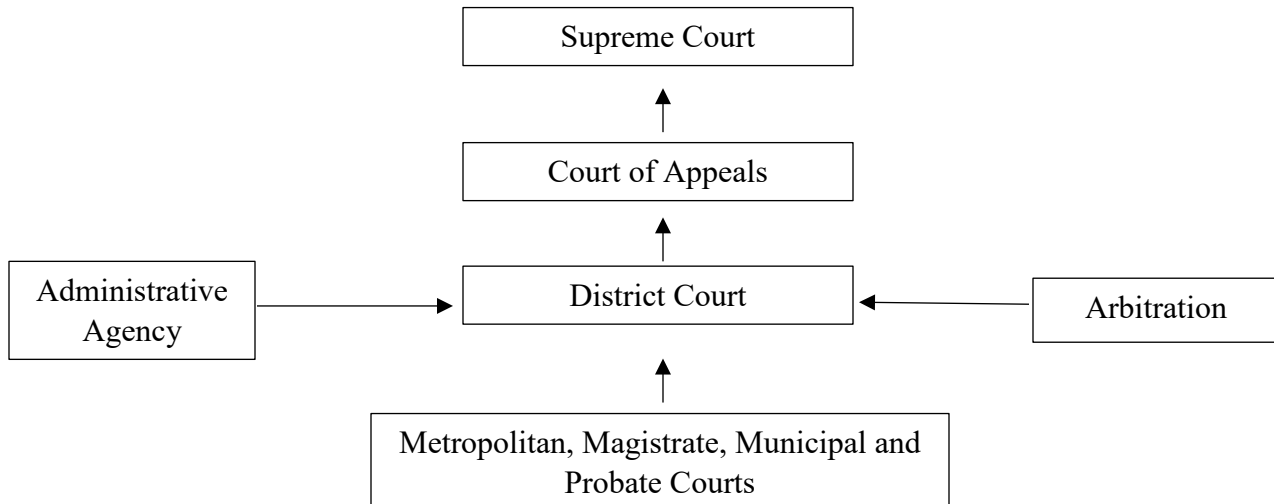 Supreme Court
Court of Appeals
Administrative
Agency
District Court
Arbitration
Metropolitan, Magistrate, Municipal and
Probate Courts